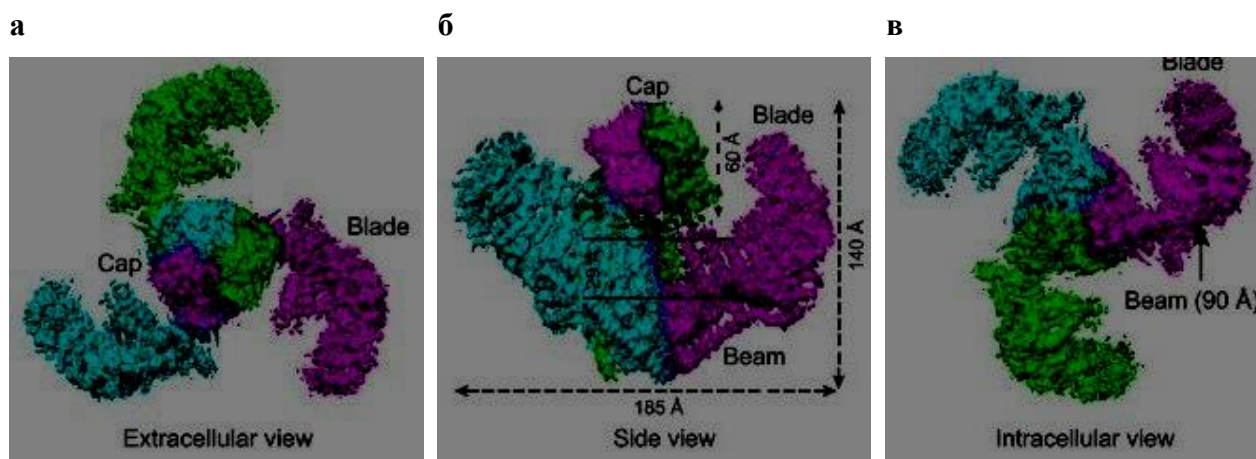 а
б
в
Cap
Blade
Extracellular view
Cap
Blade
60 Å
140 Å
Beam
185 Å
Side view
Blade
Beam (90 Å)
Intracellular view